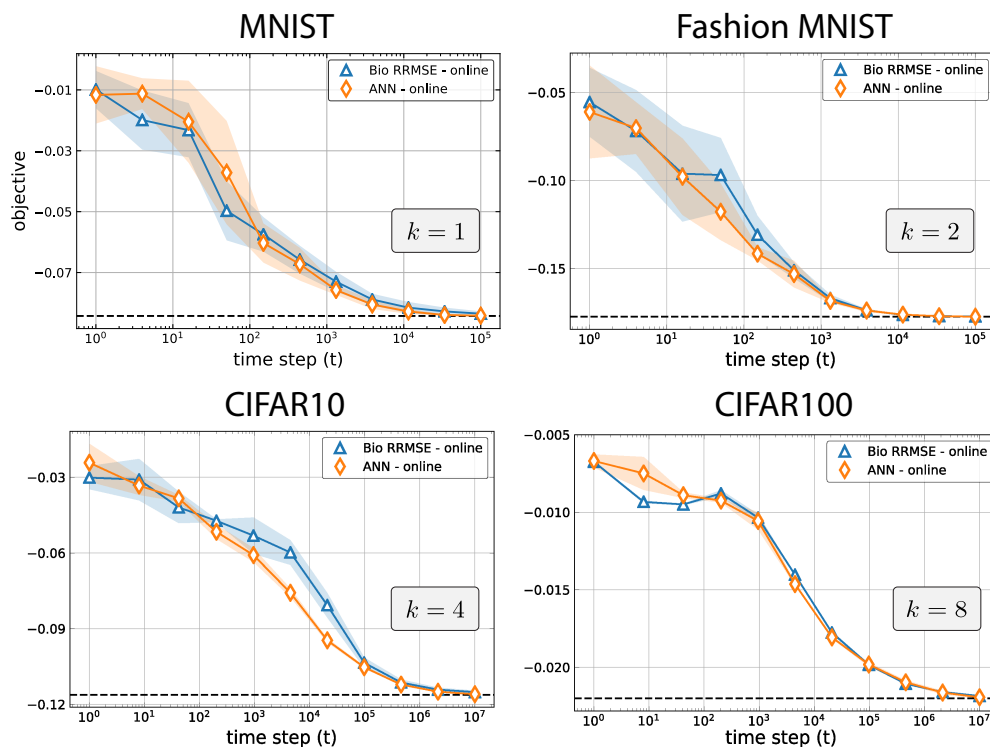 MNIST
Bio RRMSE - online
ANN - online
−0.01
−0.03
−0.05
−0.07
objective
k = 1
10⁰ 10¹ 10² 10³ 10⁴ 10⁵
time step (t)
Fashion MNIST
Bio RRMSE - online
ANN - online
−0.05
−0.10
−0.15
k = 2
10⁰ 10¹ 10² 10³ 10⁴ 10⁵
time step (t)
CIFAR10
Bio RRMSE - online
ANN - online
−0.03
−0.06
−0.09
−0.12
k = 4
10⁰ 10¹ 10² 10³ 10⁴ 10⁵ 10⁶ 10⁷
time step (t)
CIFAR100
Bio RRMSE - online
ANN - online
−0.005
−0.010
−0.015
−0.020
k = 8
10⁰ 10¹ 10² 10³ 10⁴ 10⁵ 10⁶ 10⁷
time step (t)